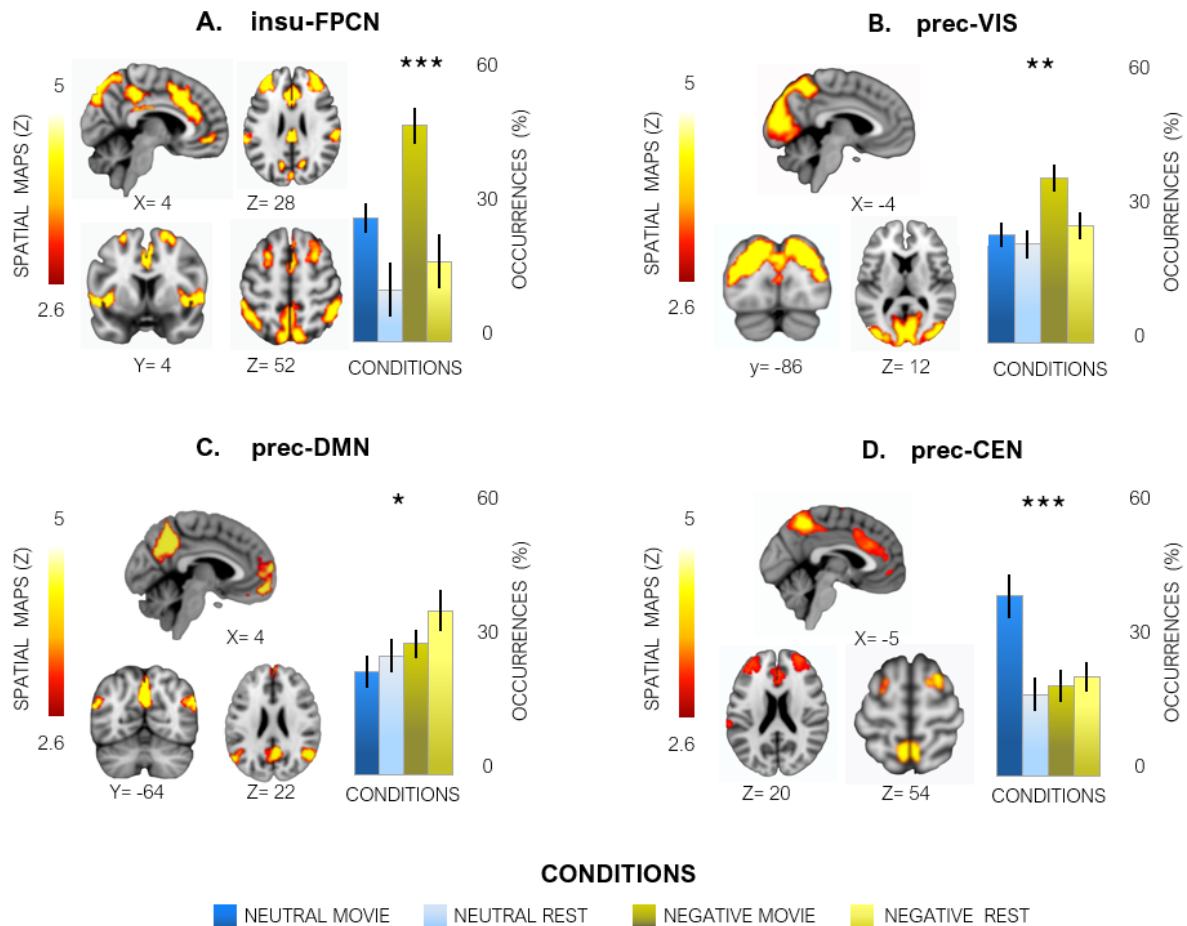 A. insu-FPCN
***
60
5
SPATIAL MAPS (Z)
OCCURRENCES (%)
X= 4
Z= 28
30
2.6
0
Y= 4
Z= 52
CONDITIONS
B. prec-VIS
**
60
5
SPATIAL MAPS (Z)
OCCURRENCES (%)
X= -4
30
2.6
0
y= -86
Z= 12
CONDITIONS
C. prec-DMN
*
60
5
SPATIAL MAPS (Z)
OCCURRENCES (%)
X= 4
30
2.6
0
Y= -64
Z= 22
CONDITIONS
D. prec-CEN
***
60
5
SPATIAL MAPS (Z)
OCCURRENCES (%)
X= -5
30
2.6
0
Z= 20
Z= 54
CONDITIONS
CONDITIONS
NEUTRAL MOVIE NEUTRAL REST NEGATIVE MOVIE NEGATIVE REST